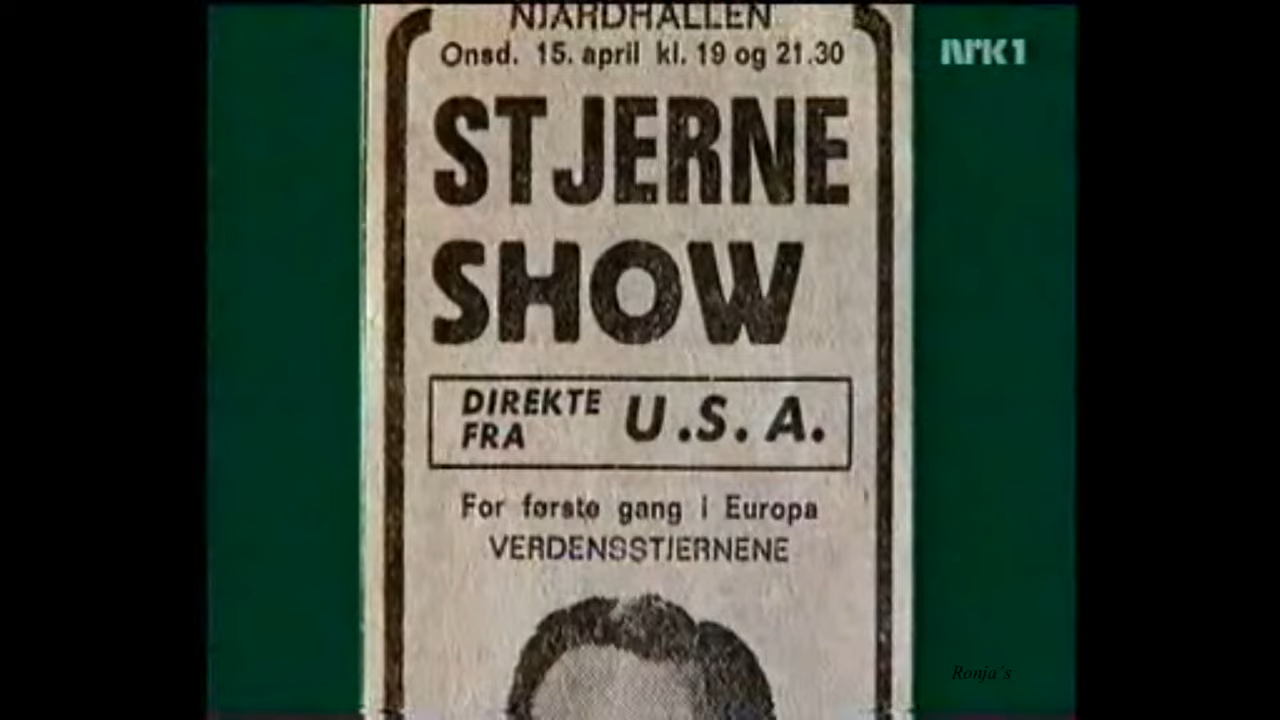 NJÅRDHALLEN
Onsd. 15. april kl. 19 og 21.30
NRK1
STJERNE
SHOW
DIREKTE
FRA
U.S.A.
For første gang i Europa
VERDENSSTJERNENE
Ronja's